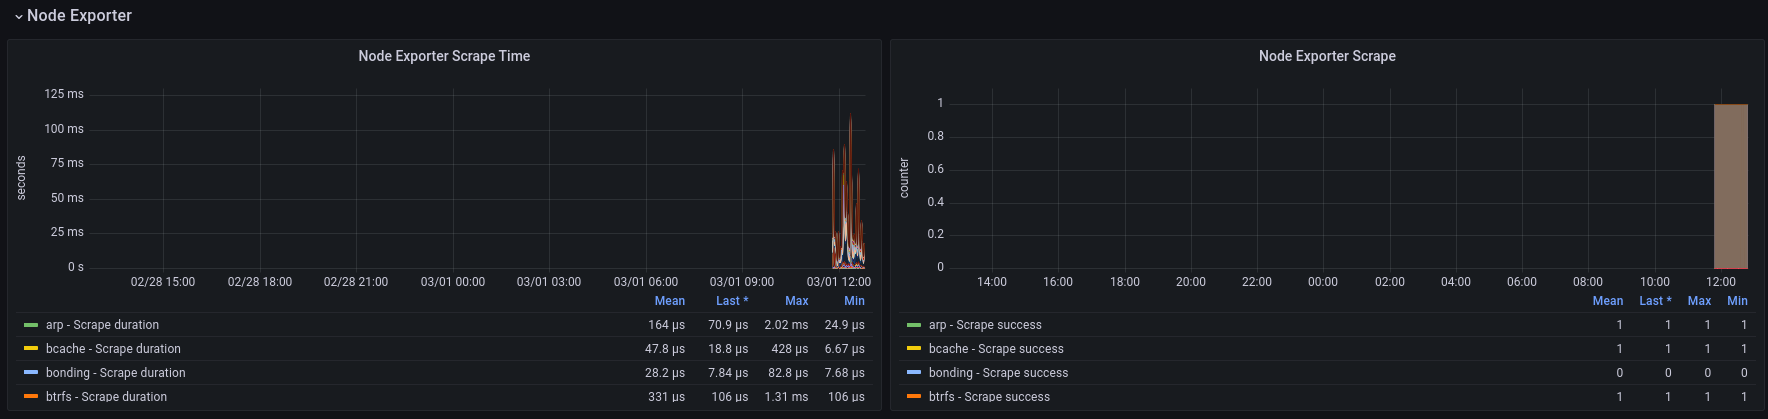 Node Exporter
Node Exporter Scrape Time
125 ms
100 ms
75 ms
50 ms
25 ms
0 s
seconds
02/28 15:00 02/28 18:00 02/28 21:00 03/01 00:00 03/01 03:00 03/01 06:00 03/01 09:00 03/01 12:00
Mean Last * Max Min
arp - Scrape duration 164 µs 70.9 µs 2.02 ms 24.9 µs
bcache - Scrape duration 47.8 µs 18.8 µs 428 µs 6.67 µs
bonding - Scrape duration 28.2 µs 7.84 µs 82.8 µs 7.68 µs
btrfs - Scrape duration 331 µs 106 µs 1.31 ms 106 µs
Node Exporter Scrape
1
0.8
0.6
0.4
0.2
0
counter
14:00 16:00 18:00 20:00 22:00 00:00 02:00 04:00 06:00 08:00 10:00 12:00
Mean Last * Max Min
arp - Scrape success 1 1 1 1
bcache - Scrape success 1 1 1 1
bonding - Scrape success 0 0 0 0
btrfs - Scrape success 1 1 1 1